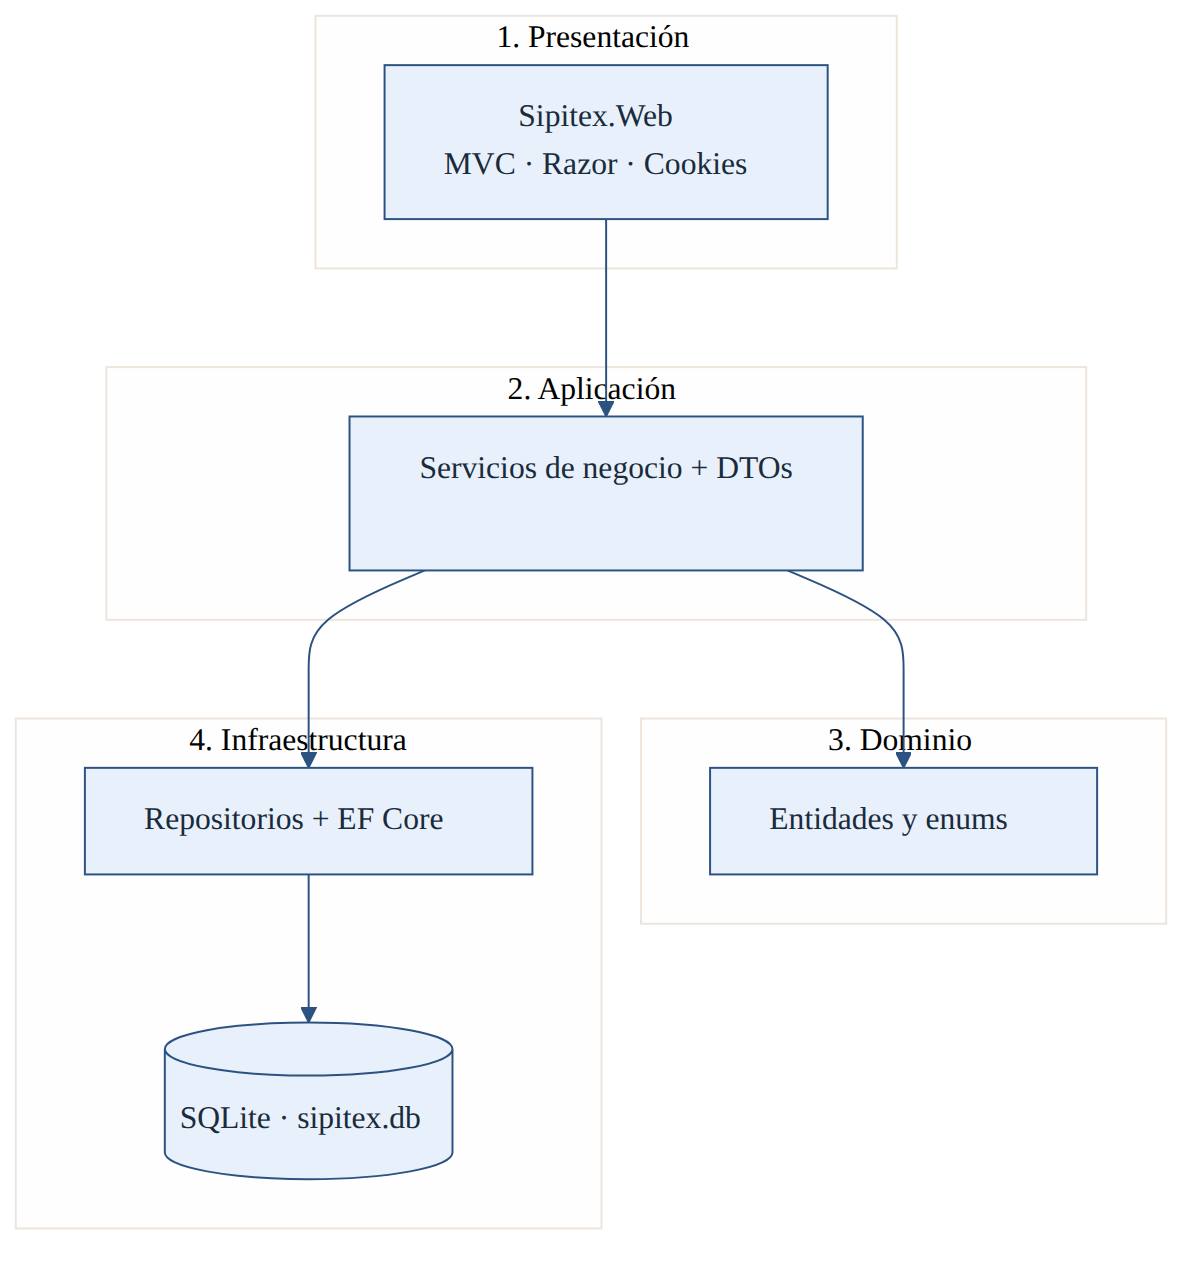 1. Presentación
Sipitex.Web
MVC · Razor · Cookies
2. Aplicación
Servicios de negocio + DTOs
4. Infraestructura
Repositorios + EF Core
SQLite · sipitex.db
3. Dominio
Entidades y enums